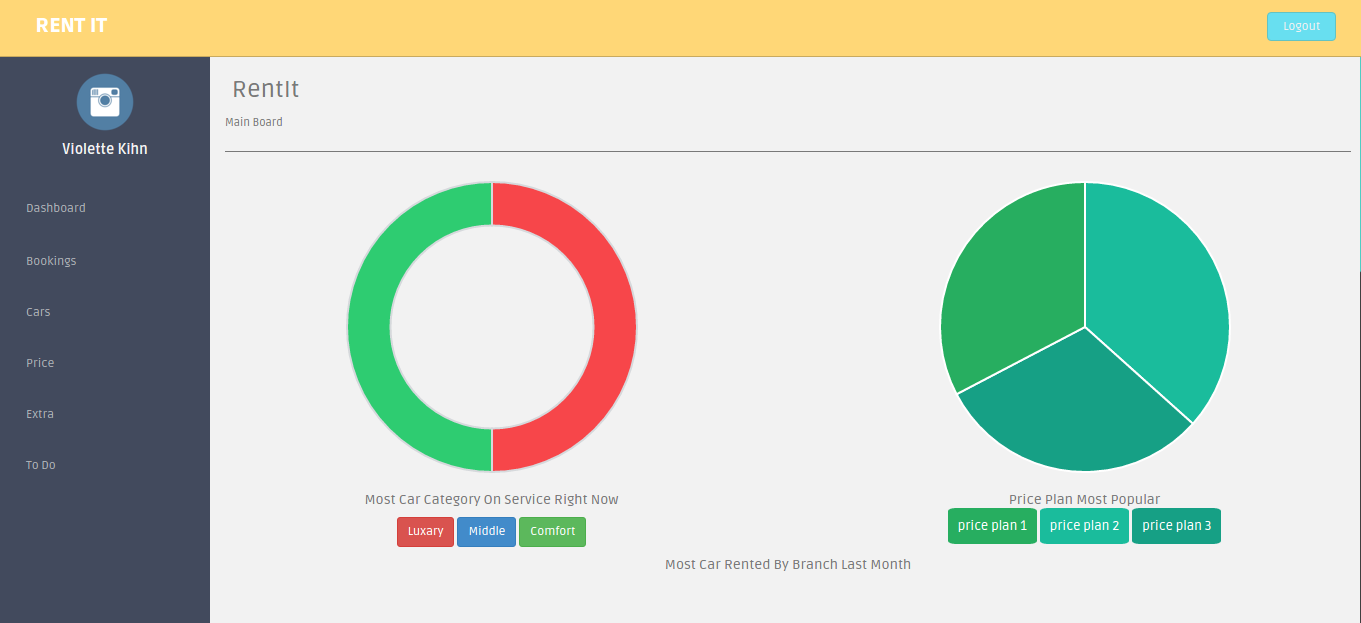 RENT IT
Logout
Violette Kihn
Dashboard
Bookings
Cars
Price
Extra
To Do
RentIt
Main Board
Most Car Category On Service Right Now
Luxary Middle Comfort
Price Plan Most Popular
price plan 1 price plan 2 price plan 3
Most Car Rented By Branch Last Month